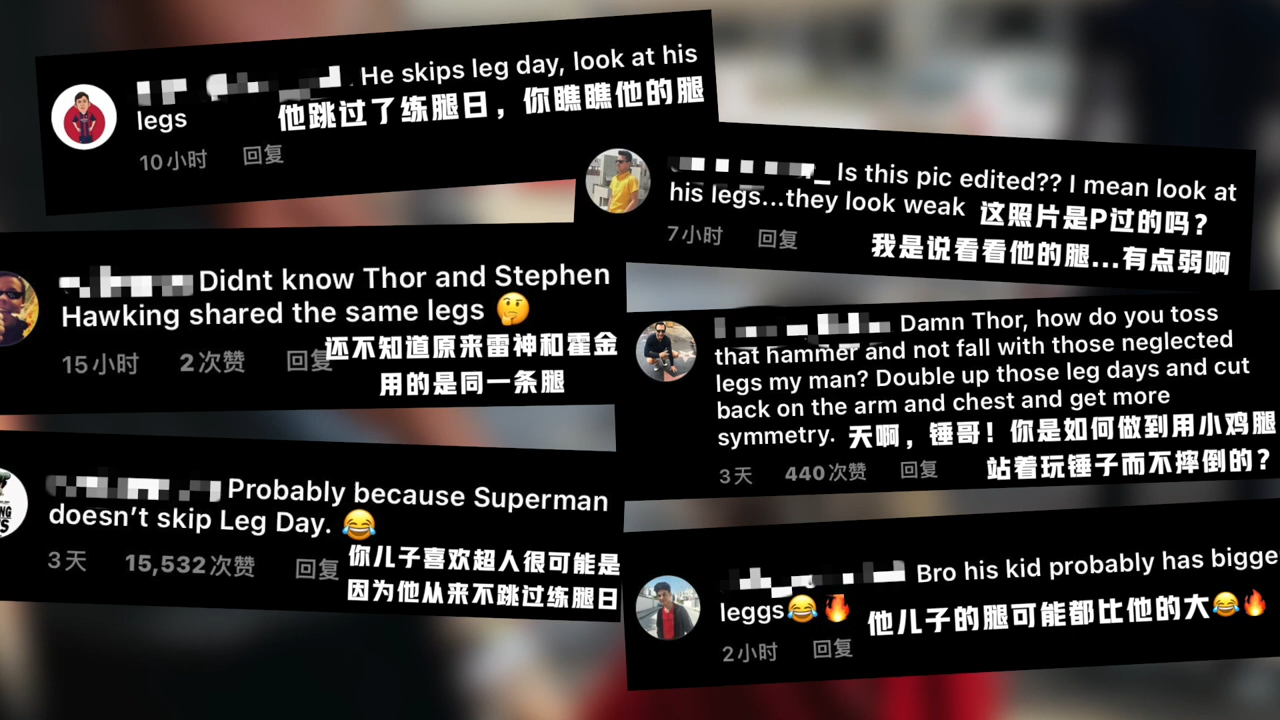 He skips leg day, look at his
legs
他跳过了练腿日，你瞧瞧他的腿
10小时 回复
Is this pic edited?? I mean look at
his legs...they look weak
这照片是P过的吗？
我是说看看他的腿...有点弱啊
7小时 回复
Didnt know Thor and Stephen
Hawking shared the same legs 🤔
还不知道原来雷神和霍金
用的是同一条腿
15小时 2次赞 回复
Damn Thor, how do you toss
that hammer and not fall with those neglected
legs my man? Double up those leg days and cut
back on the arm and chest and get more
symmetry.
天啊，锤哥！你是如何做到用小鸡腿
站着玩锤子而不摔倒的？
3天 440次赞 回复
Probably because Superman
doesn’t skip Leg Day. 😂
你儿子喜欢超人很可能是
因为他从来不跳过练腿日
3天 15,532次赞 回复
Bro his kid probably has bigge
leggs😂🔥
他儿子的腿可能都比他的大😂🔥
2小时 回复